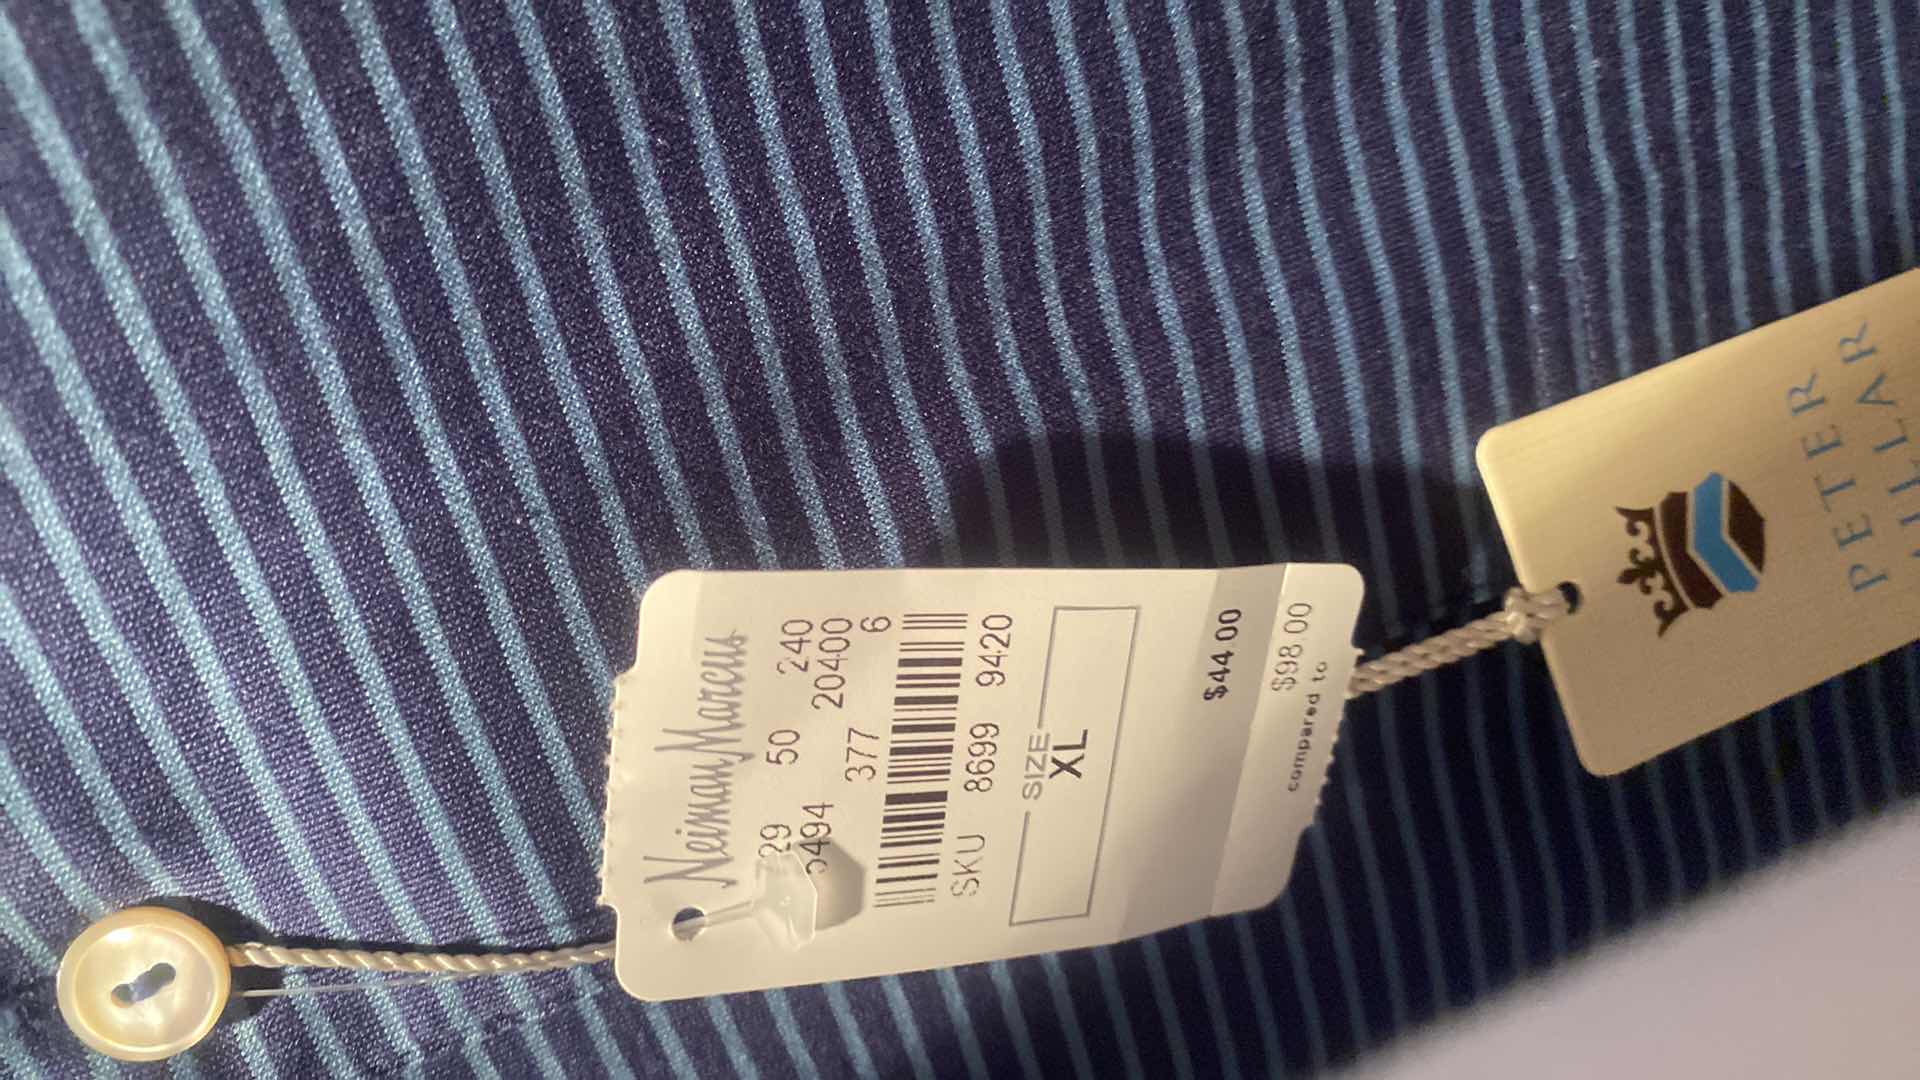 Neiman Marcus
29 50 240
5494 20400
377 6
SKU 8699 9420
SIZE
XL
$44.00
$98.00
compared to
PETER
MILLAR